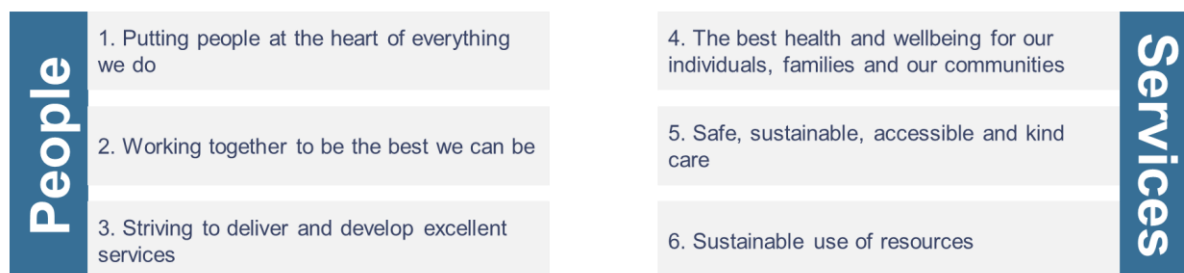 People
1. Putting people at the heart of everything
we do
2. Working together to be the best we can be
3. Striving to deliver and develop excellent
services
4. The best health and wellbeing for our
individuals, families and our communities
5. Safe, sustainable, accessible and kind
care
6. Sustainable use of resources
Services